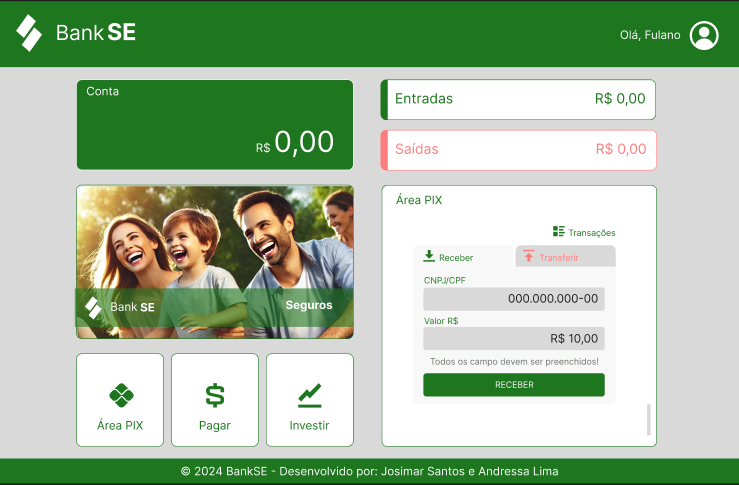 Bank SE
Olá, Fulano
Conta
R$ 0,00
Entradas R$ 0,00
Saídas R$ 0,00
Bank SE Seguros
Área PIX
Transações
Receber Transferir
CNPJ/CPF
000.000.000-00
Valor R$
R$ 10,00
Todos os campo devem ser preenchidos!
RECEBER
Área PIX Pagar Investir
© 2024 BankSE - Desenvolvido por: Josimar Santos e Andressa Lima